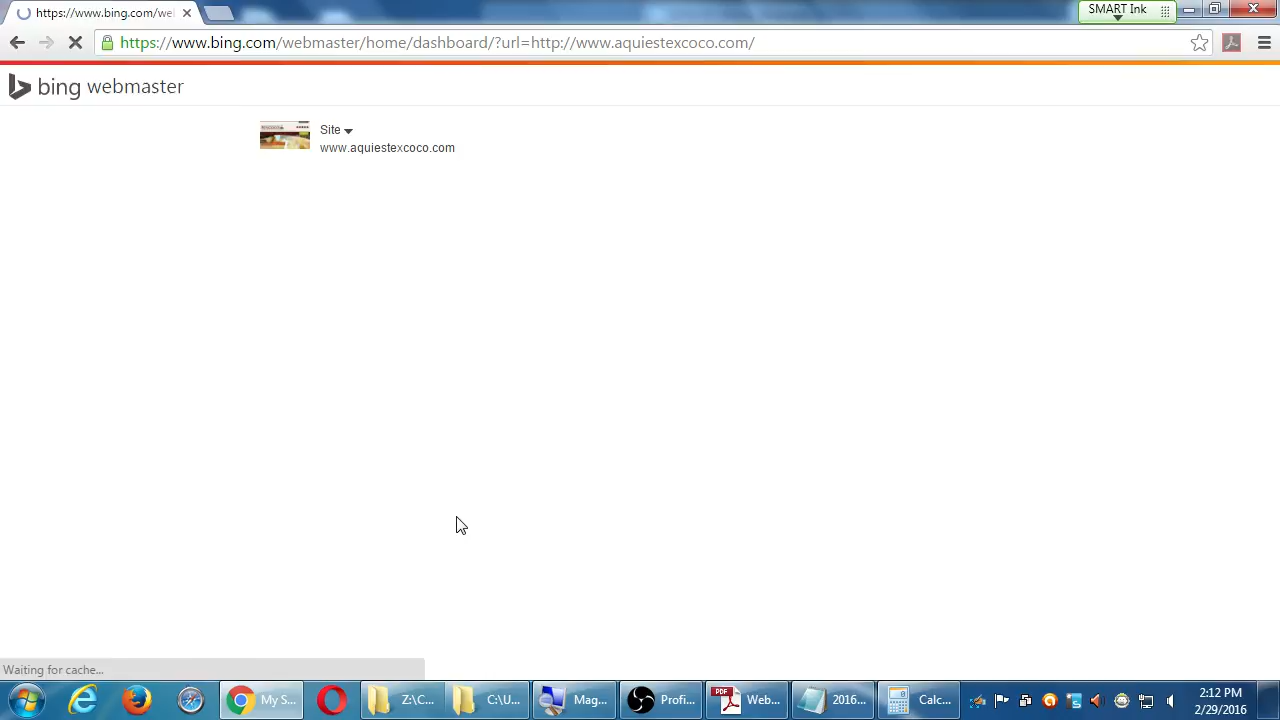 https://www.bing.com/we
SMART Ink
https://www.bing.com/webmaster/home/dashboard/?url=http://www.aquiestexcoco.com/
bing webmaster
Site
www.aquiestexcoco.com
Waiting for cache...
My S...
Z:\C...
C:\U...
Mag...
Profi...
PDF
Web...
2016...
Calc...
2:12 PM
2/29/2016